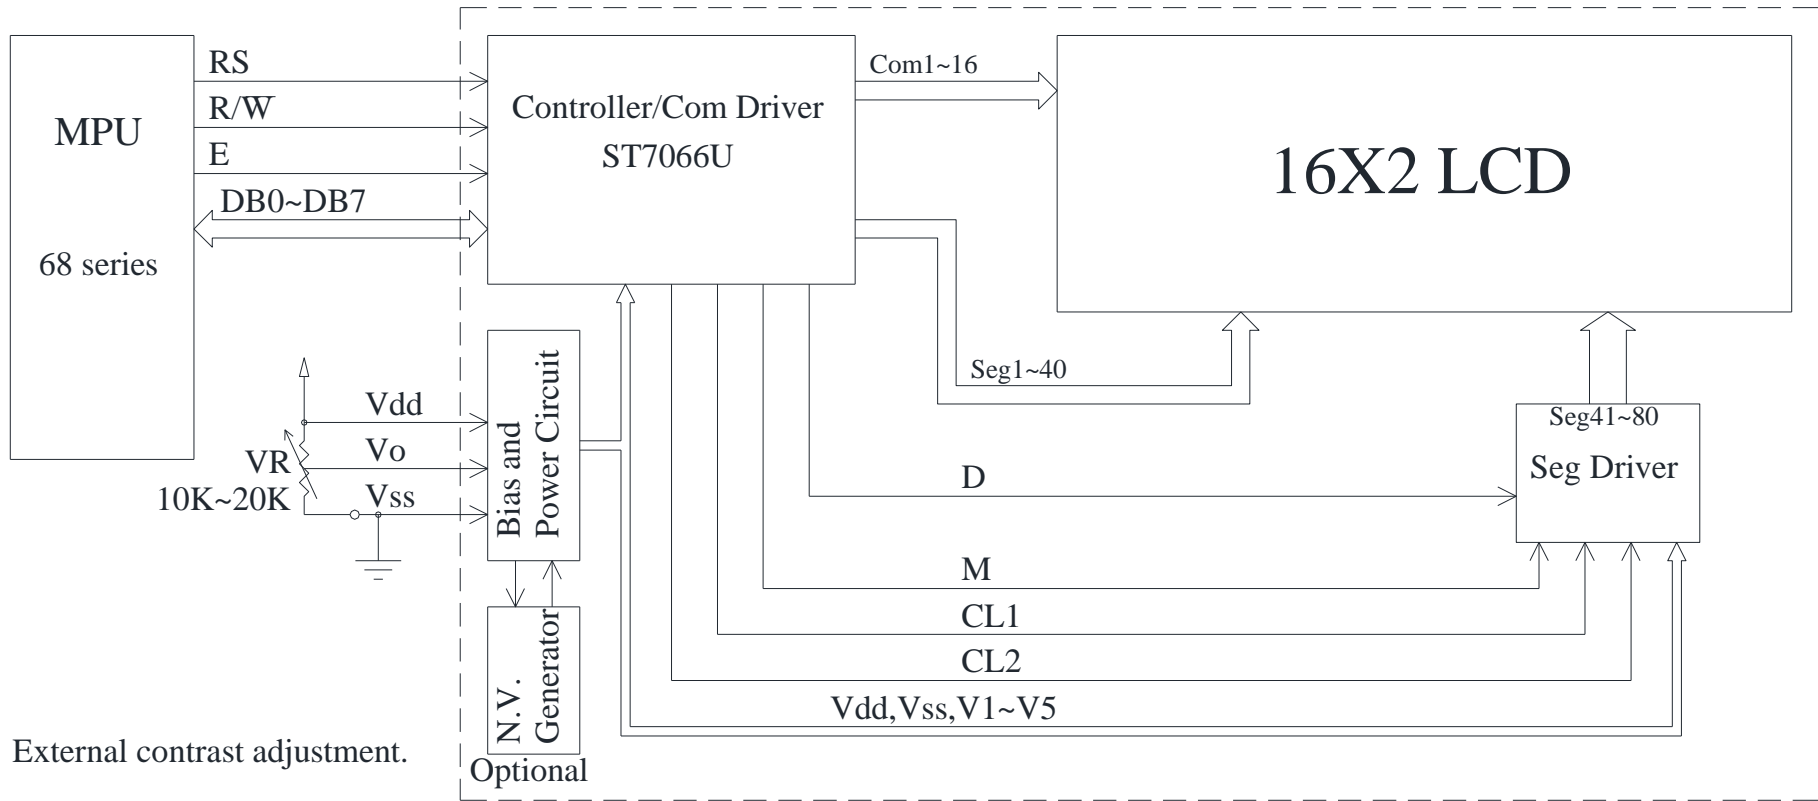 RS
R/W̅
E
DB0~DB7
MPU
68 series
Controller/Com Driver
ST7066U
Com1~16
16X2 LCD
Seg1~40
Seg41~80
Seg Driver
Vdd
Vo
Vss
VR
10K~20K
Bias and
Power Circuit
D
M
CL1
CL2
Vdd,Vss,V1~V5
N.V.
Generator
Optional
External contrast adjustment.